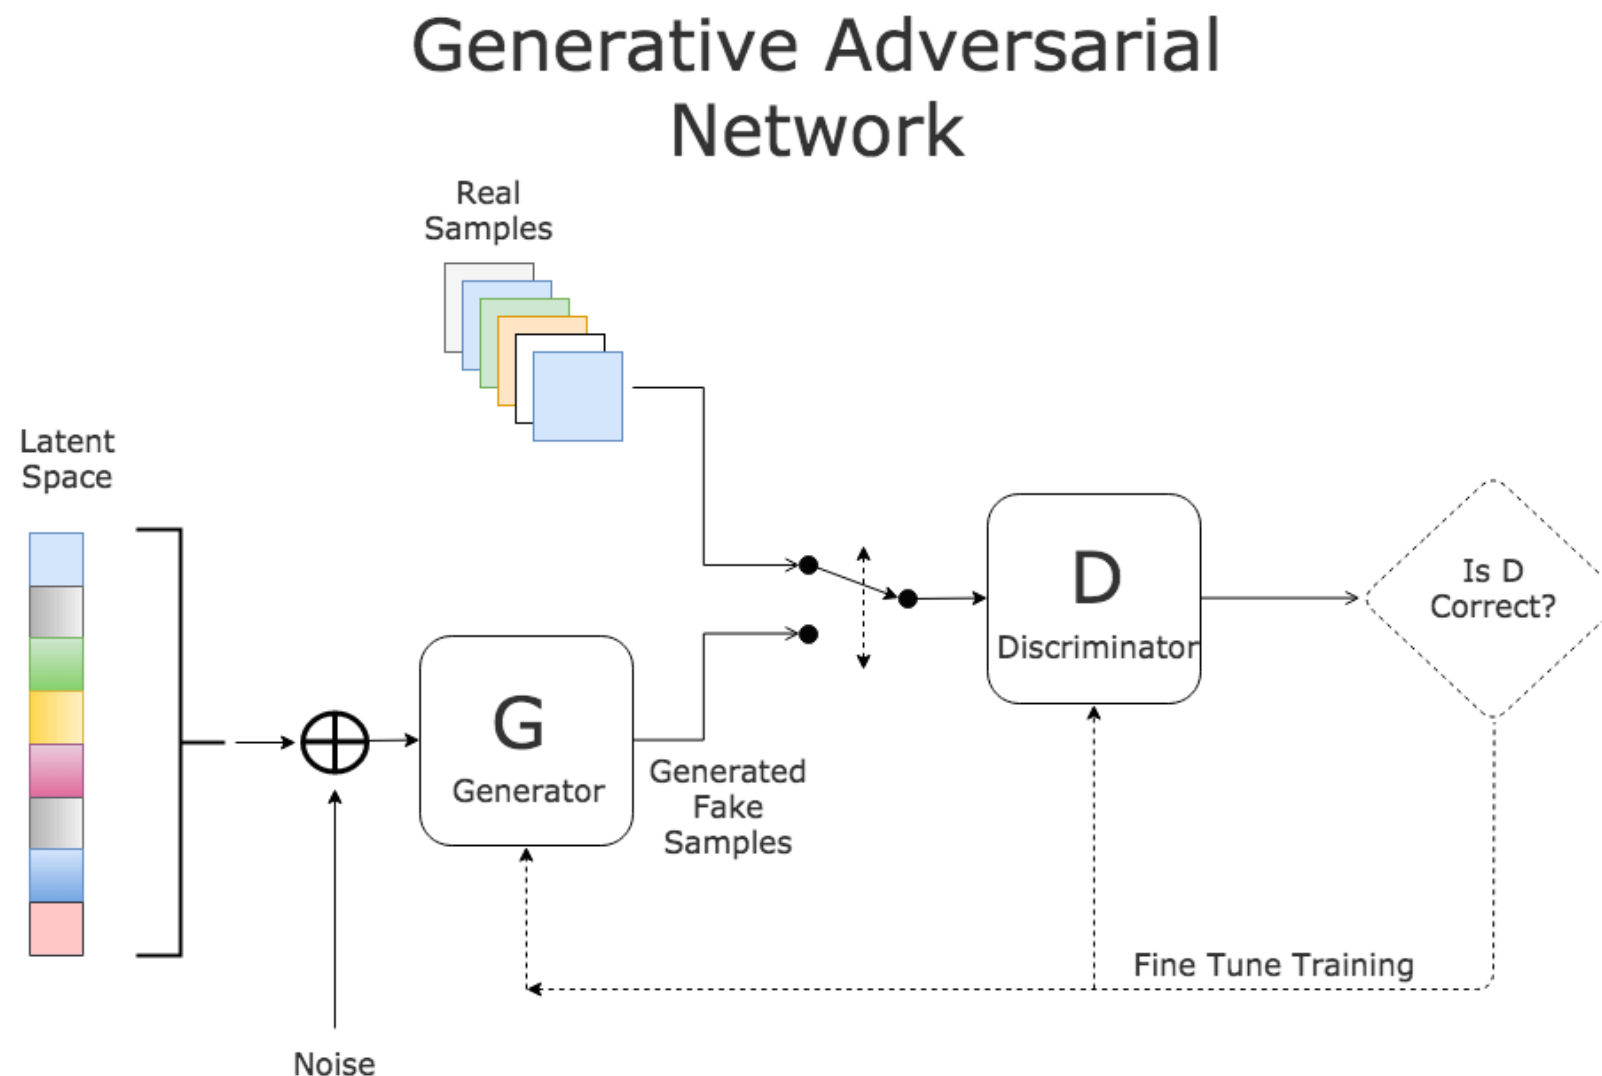 Generative Adversarial
Network
Real
Samples
Latent
Space
Is D
Correct?
D
Discriminator
G
Generator
Generated
Fake
Samples
Fine Tune Training
Noise